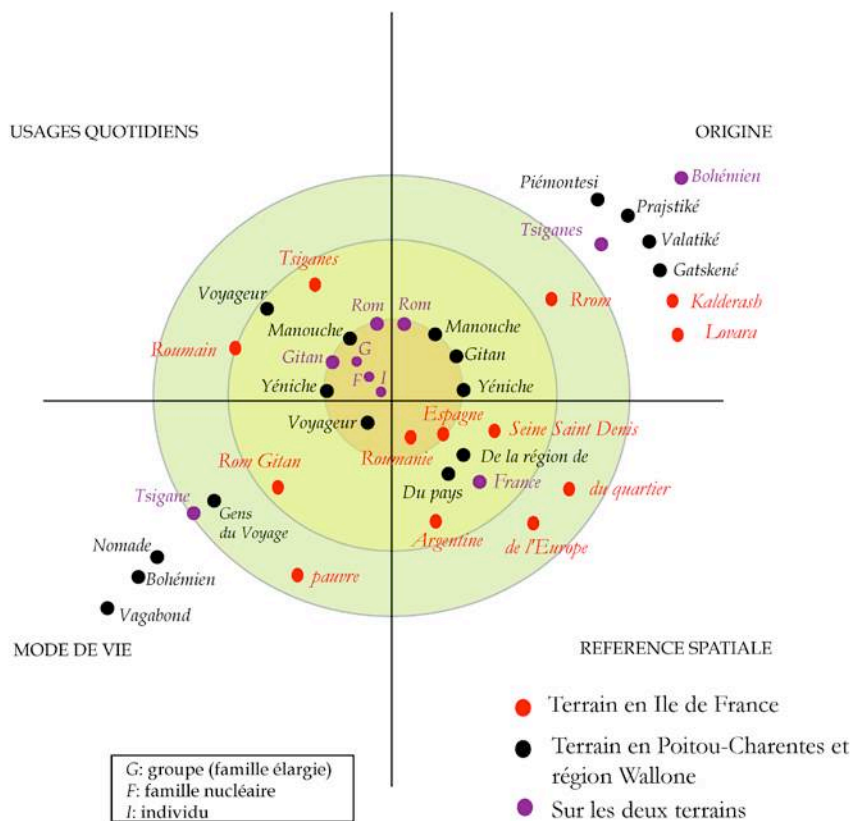 USAGES QUOTIDIENS
ORIGINE
Piémontesi
Bohémien
Prajstiké
Tsiganes
Valatiké
Gatskené
Tsiganes
Voyageur
Rrom
Kalderash
Rom
Rom
Lovara
Manouche
Manouche
Roumain
G
Gitan
Gitan
F
I
Yéniche
Yéniche
Voyageur
Espagne
Seine Saint Denis
Roumanie
De la région de
Rom Gitan
Du pays
France
du quartier
Tsigane
Gens
du Voyage
Argentine
de l'Europe
Nomade
Bohémien
pauvre
Vagabond
MODE DE VIE
REFERENCE SPATIALE
Terrain en Ile de France
Terrain en Poitou-Charentes et
région Wallone
Sur les deux terrains
G: groupe (famille élargie)
F: famille nucléaire
I: individu